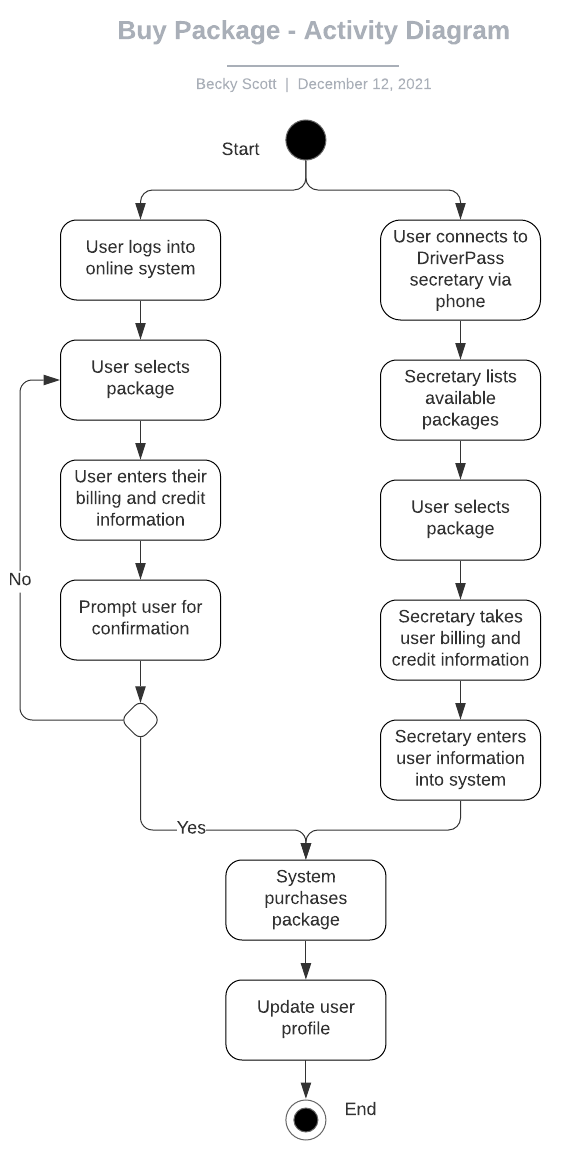 Buy Package - Activity Diagram
Becky Scott | December 12, 2021
Start
User logs into
online system
User selects
package
User enters their
billing and credit
information
No
Prompt user for
confirmation
Yes
User connects to
DriverPass
secretary via
phone
Secretary lists
available
packages
User selects
package
Secretary takes
user billing and
credit information
Secretary enters
user information
into system
System
purchases
package
Update user
profile
End